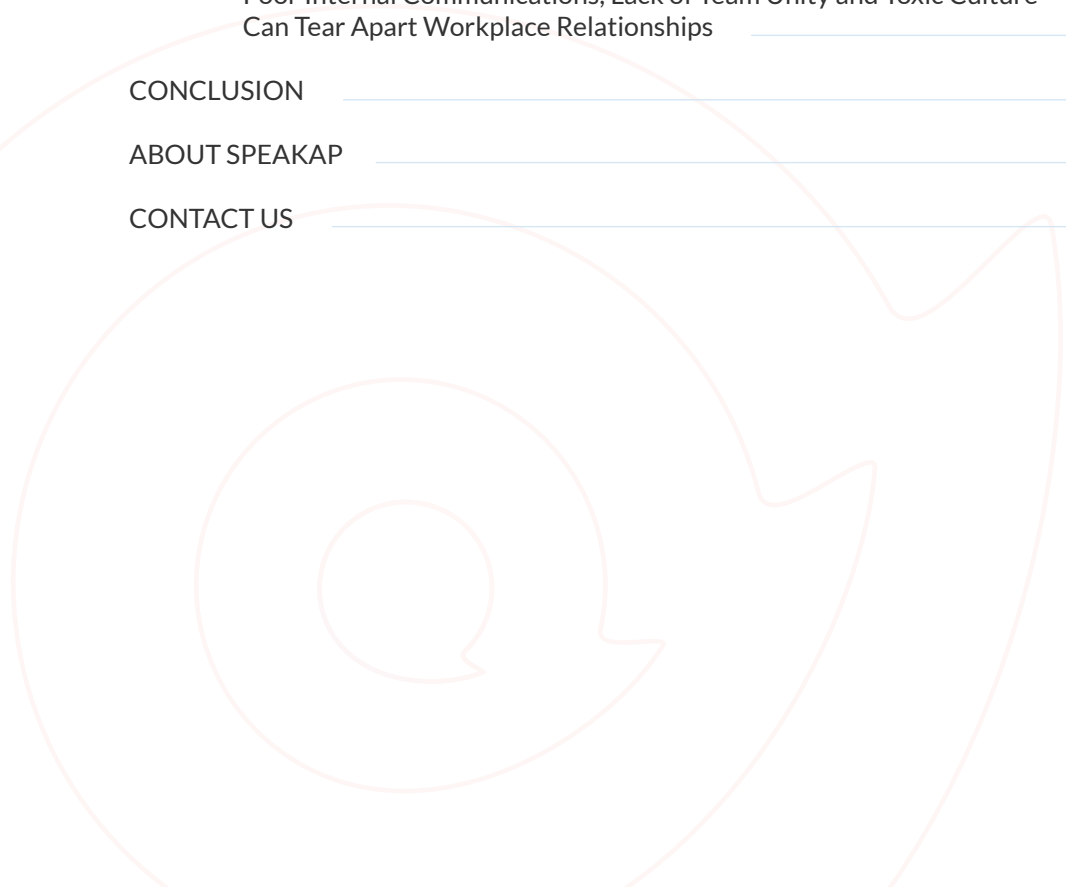 Poor Internal Communications, Lack of Team Unity and Toxic Culture
Can Tear Apart Workplace Relationships
CONCLUSION
ABOUT SPEAKAP
CONTACT US